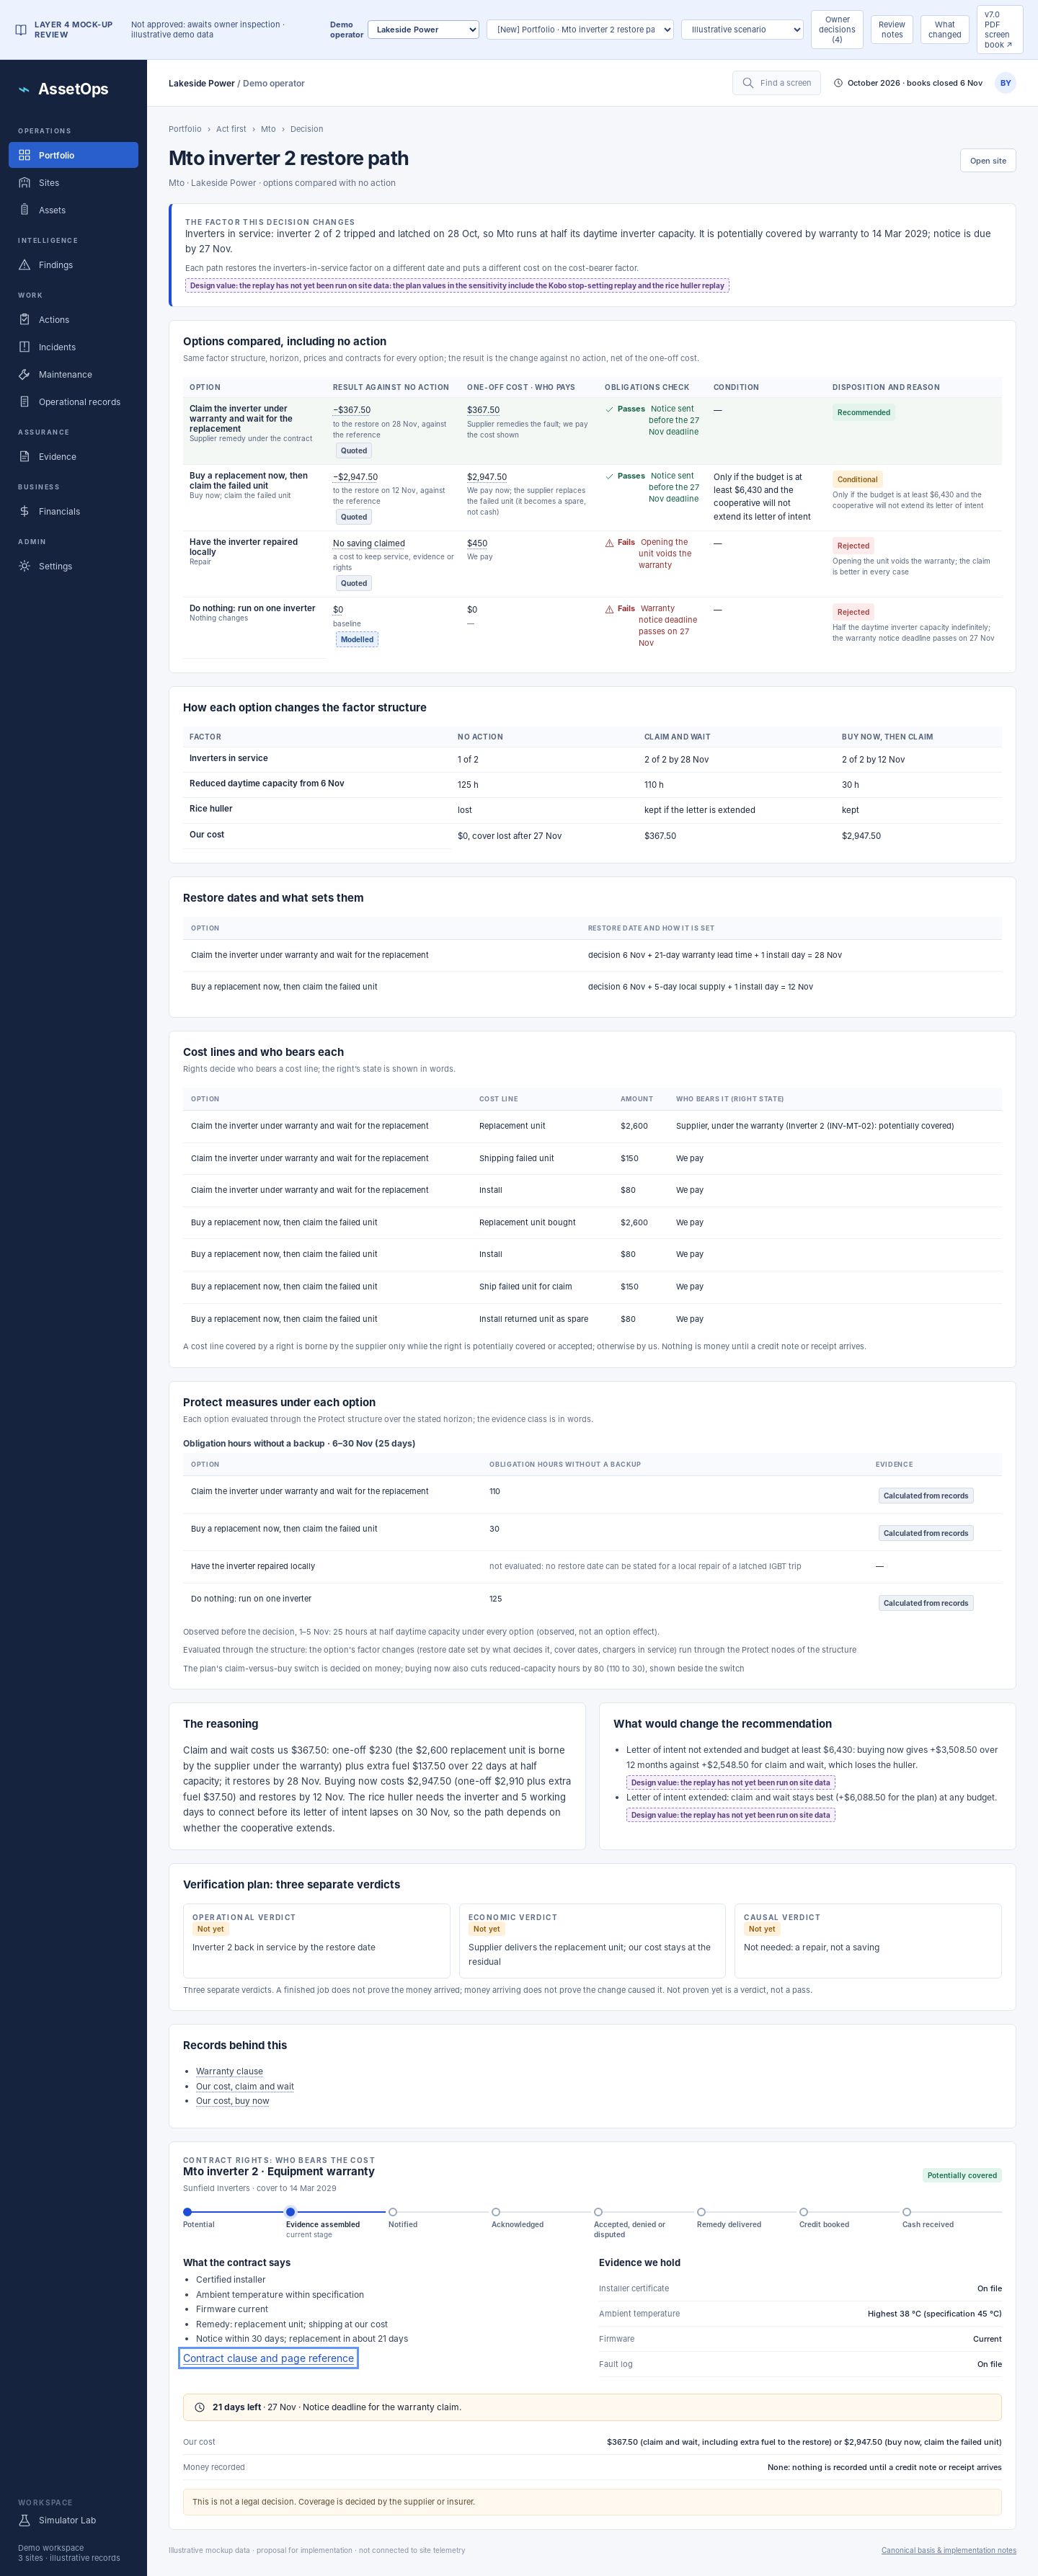 LAYER 4 MOCK-UP REVIEW
Not approved: awaits owner inspection · illustrative demo data
Demo operator
Lakeside Power
[New] Portfolio · Mto inverter 2 restore pa
Illustrative scenario
Owner decisions (4)
Review notes
What changed
v7.0 PDF screen book ↗
AssetOps
OPERATIONS
Portfolio
Sites
Assets
INTELLIGENCE
Findings
WORK
Actions
Incidents
Maintenance
Operational records
ASSURANCE
Evidence
BUSINESS
Financials
ADMIN
Settings
WORKSPACE
Simulator Lab
Demo workspace
3 sites · illustrative records
Lakeside Power / Demo operator
Find a screen
October 2026 · books closed 6 Nov
BY
Portfolio › Act first › Mto › Decision
Mto inverter 2 restore path
Mto · Lakeside Power · options compared with no action
Open site
THE FACTOR THIS DECISION CHANGES
Inverters in service: inverter 2 of 2 tripped and latched on 28 Oct, so Mto runs at half its daytime inverter capacity. It is potentially covered by warranty to 14 Mar 2029; notice is due
by 27 Nov.
Each path restores the inverters-in-service factor on a different date and puts a different cost on the cost-bearer factor.
Design value: the replay has not yet been run on site data: the plan values in the sensitivity include the Kobo stop-setting replay and the rice huller replay
Options compared, including no action
Same factor structure, horizon, prices and contracts for every option; the result is the change against no action, net of the one-off cost.
OPTION RESULT AGAINST NO ACTION ONE-OFF COST · WHO PAYS OBLIGATIONS CHECK CONDITION DISPOSITION AND REASON
Claim the inverter under warranty and wait for the replacement
Supplier remedy under the contract
−$367.50
to the restore on 28 Nov, against the reference
Quoted
$367.50
Supplier remedies the fault; we pay the cost shown
Passes Notice sent before the 27 Nov deadline
—
Recommended
Buy a replacement now, then claim the failed unit
Buy now; claim the failed unit
−$2,947.50
to the restore on 12 Nov, against the reference
Quoted
$2,947.50
We pay now; the supplier replaces the failed unit (it becomes a spare, not cash)
Passes Notice sent before the 27 Nov deadline
Only if the budget is at least $6,430 and the cooperative will not extend its letter of intent
Conditional
Only if the budget is at least $6,430 and the cooperative will not extend its letter of intent
Have the inverter repaired locally
Repair
No saving claimed
a cost to keep service, evidence or rights
Quoted
$450
We pay
Fails Opening the unit voids the warranty
—
Rejected
Opening the unit voids the warranty; the claim is better in every case
Do nothing: run on one inverter
Nothing changes
$0
baseline
Modelled
$0
—
Fails Warranty notice deadline passes on 27 Nov
—
Rejected
Half the daytime inverter capacity indefinitely; the warranty notice deadline passes on 27 Nov
How each option changes the factor structure
FACTOR NO ACTION CLAIM AND WAIT BUY NOW, THEN CLAIM
Inverters in service 1 of 2 2 of 2 by 28 Nov 2 of 2 by 12 Nov
Reduced daytime capacity from 6 Nov 125 h 110 h 30 h
Rice huller lost kept if the letter is extended kept
Our cost $0, cover lost after 27 Nov $367.50 $2,947.50
Restore dates and what sets them
OPTION RESTORE DATE AND HOW IT IS SET
Claim the inverter under warranty and wait for the replacement decision 6 Nov + 21-day warranty lead time + 1 install day = 28 Nov
Buy a replacement now, then claim the failed unit decision 6 Nov + 5-day local supply + 1 install day = 12 Nov
Cost lines and who bears each
Rights decide who bears a cost line; the right's state is shown in words.
OPTION COST LINE AMOUNT WHO BEARS IT (RIGHT STATE)
Claim the inverter under warranty and wait for the replacement Replacement unit $2,600 Supplier, under the warranty (Inverter 2 (INV-MT-02): potentially covered)
Claim the inverter under warranty and wait for the replacement Shipping failed unit $150 We pay
Claim the inverter under warranty and wait for the replacement Install $80 We pay
Buy a replacement now, then claim the failed unit Replacement unit bought $2,600 We pay
Buy a replacement now, then claim the failed unit Install $80 We pay
Buy a replacement now, then claim the failed unit Ship failed unit for claim $150 We pay
Buy a replacement now, then claim the failed unit Install returned unit as spare $80 We pay
A cost line covered by a right is borne by the supplier only while the right is potentially covered or accepted; otherwise by us. Nothing is money until a credit note or receipt arrives.
Protect measures under each option
Each option evaluated through the Protect structure over the stated horizon; the evidence class is in words.
Obligation hours without a backup · 6–30 Nov (25 days)
OPTION OBLIGATION HOURS WITHOUT A BACKUP EVIDENCE
Claim the inverter under warranty and wait for the replacement 110 Calculated from records
Buy a replacement now, then claim the failed unit 30 Calculated from records
Have the inverter repaired locally not evaluated: no restore date can be stated for a local repair of a latched IGBT trip —
Do nothing: run on one inverter 125 Calculated from records
Observed before the decision, 1–5 Nov: 25 hours at half daytime capacity under every option (observed, not an option effect).
Evaluated through the structure: the option's factor changes (restore date set by what decides it, cover dates, chargers in service) run through the Protect nodes of the structure
The plan's claim-versus-buy switch is decided on money; buying now also cuts reduced-capacity hours by 80 (110 to 30), shown beside the switch
The reasoning
Claim and wait costs us $367.50: one-off $230 (the $2,600 replacement unit is borne
by the supplier under the warranty) plus extra fuel $137.50 over 22 days at half
capacity; it restores by 28 Nov. Buying now costs $2,947.50 (one-off $2,910 plus extra
fuel $37.50) and restores by 12 Nov. The rice huller needs the inverter and 5 working
days to connect before its letter of intent lapses on 30 Nov, so the path depends on
whether the cooperative extends.
What would change the recommendation
• Letter of intent not extended and budget at least $6,430: buying now gives +$3,508.50 over
12 months against +$2,548.50 for claim and wait, which loses the huller.
Design value: the replay has not yet been run on site data
• Letter of intent extended: claim and wait stays best (+$6,088.50 for the plan) at any budget.
Design value: the replay has not yet been run on site data
Verification plan: three separate verdicts
OPERATIONAL VERDICT
Not yet
Inverter 2 back in service by the restore date
ECONOMIC VERDICT
Not yet
Supplier delivers the replacement unit; our cost stays at the residual
CAUSAL VERDICT
Not yet
Not needed: a repair, not a saving
Three separate verdicts. A finished job does not prove the money arrived; money arriving does not prove the change caused it. Not proven yet is a verdict, not a pass.
Records behind this
• Warranty clause
• Our cost, claim and wait
• Our cost, buy now
CONTRACT RIGHTS: WHO BEARS THE COST
Mto inverter 2 · Equipment warranty
Sunfield Inverters · cover to 14 Mar 2029
Potentially covered
Potential
Evidence assembled
current stage
Notified
Acknowledged
Accepted, denied or disputed
Remedy delivered
Credit booked
Cash received
What the contract says
• Certified installer
• Ambient temperature within specification
• Firmware current
• Remedy: replacement unit; shipping at our cost
• Notice within 30 days; replacement in about 21 days
Contract clause and page reference
Evidence we hold
Installer certificate On file
Ambient temperature Highest 38 °C (specification 45 °C)
Firmware Current
Fault log On file
21 days left · 27 Nov · Notice deadline for the warranty claim.
Our cost $367.50 (claim and wait, including extra fuel to the restore) or $2,947.50 (buy now, claim the failed unit)
Money recorded None: nothing is recorded until a credit note or receipt arrives
This is not a legal decision. Coverage is decided by the supplier or insurer.
Illustrative mockup data · proposal for implementation · not connected to site telemetry
Canonical basis & implementation notes